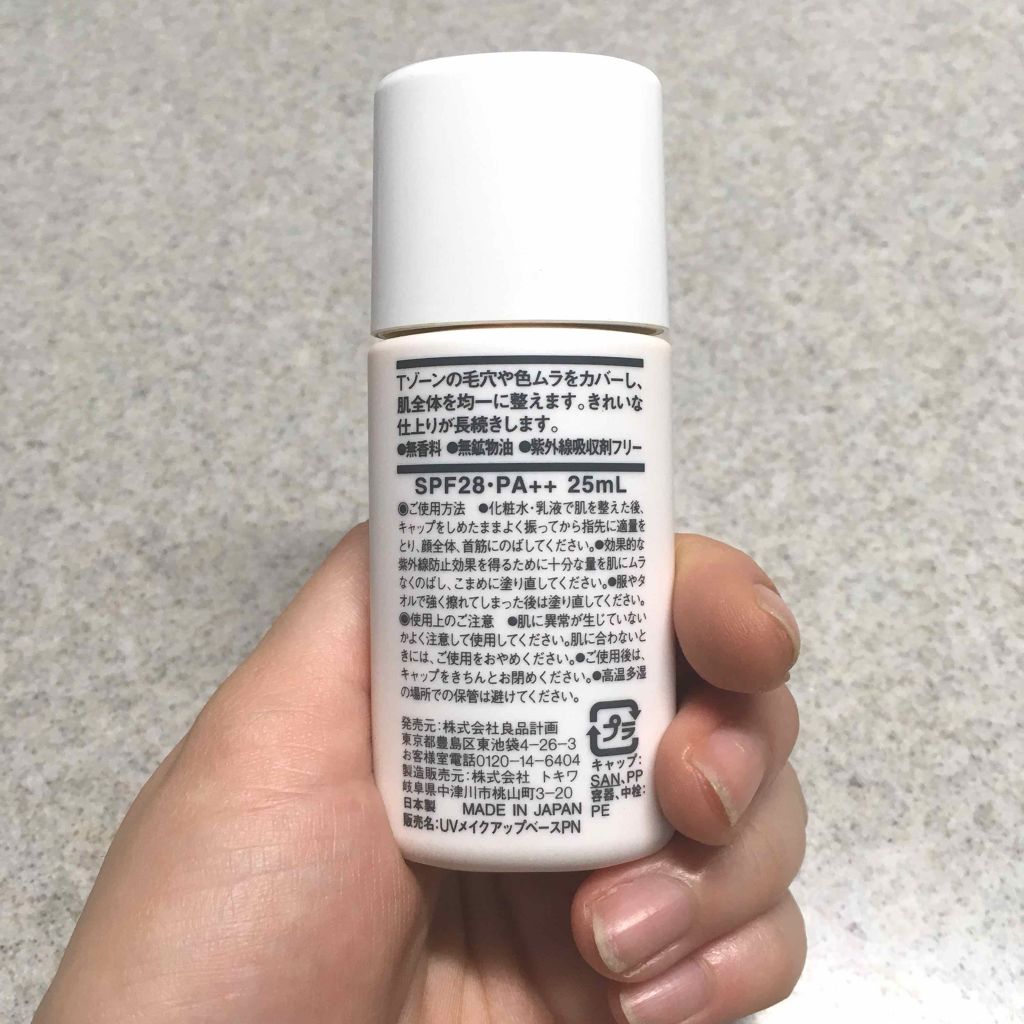 Tゾーンの毛穴や色ムラをカバーし、
肌全体を均一に整えます。きれいな
仕上りが長続きします。
●無香料 ●無鉱物油 ●紫外線吸収剤フリー
SPF28・PA++ 25mL
◉ご使用方法 ●化粧水・乳液で肌を整えた後、
キャップをしめたままよく振ってから指先に適量を
とり、顔全体、首筋にのばしてください。●効果的な
紫外線防止効果を得るために十分な量を肌にムラ
なくのばし、こまめに塗り直してください。●服やタ
オルで強く擦れてしまった後は塗り直してください。
◉使用上のご注意 ●肌に異常が生じていない
かよく注意して使用してください。肌に合わないと
きには、ご使用をおやめください。●ご使用後は、
キャップをきちんとお閉めください。●高温多湿
の場所での保管は避けてください。
発売元：株式会社良品計画
東京都豊島区東池袋4-26-3
お客様室電話0120-14-6404
製造販売元：株式会社 トキワ
岐阜県中津川市桃山町3-20
日本製 MADE IN JAPAN
販売名：UVメイクアップベースPN
プラ
キャップ：
SAN、PP
容器、中栓：
PE